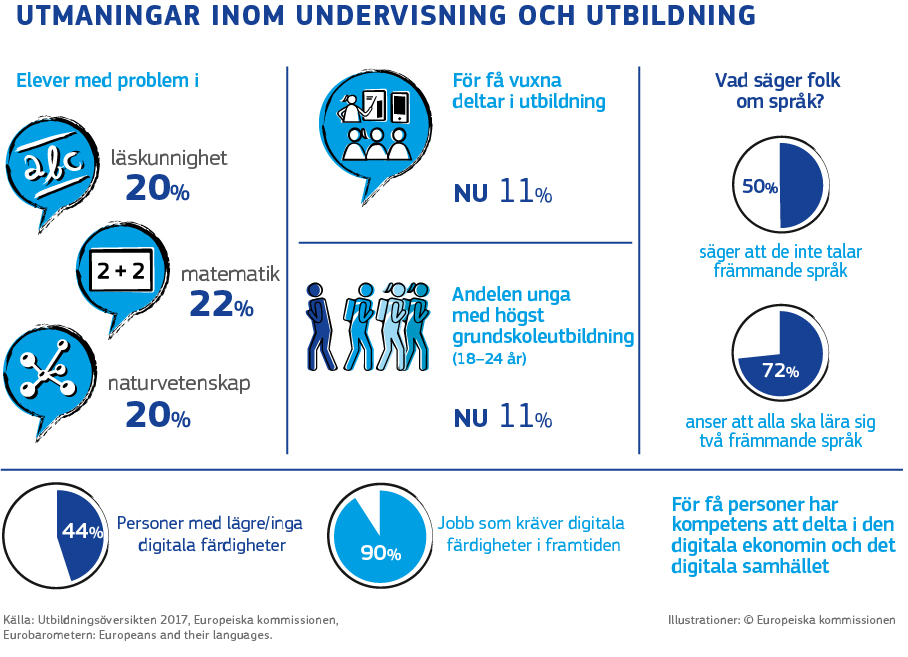 UTMANINGAR INOM UNDERVISNING OCH UTBILDNING
Elever med problem i
abc
läskunnighet
20%
2 + 2
matematik
22%
naturvetenskap
20%
För få vuxna
deltar i utbildning
NU 11%
Andelen unga
med högst
grundskoleutbildning
(18–24 år)
NU 11%
Vad säger folk
om språk?
50%
säger att de inte talar
främmande språk
72%
anser att alla ska lära sig
två främmande språk
44%
Personer med lägre/inga
digitala färdigheter
90%
Jobb som kräver digitala
färdigheter i framtiden
För få personer har
kompetens att delta i den
digitala ekonomin och det
digitala samhället
Källa: Utbildningsöversikten 2017, Europeiska kommissionen,
Eurobarometern: Europeans and their languages.
Illustrationer: © Europeiska kommissionen